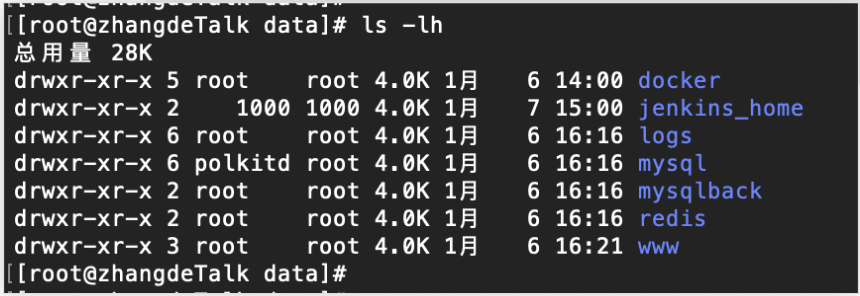 [[root@zhangdeTalk data]# ls -lh
总用量 28K
drwxr-xr-x 5 root    root 4.0K 1月   6 14:00 docker
drwxr-xr-x 2    1000 1000 4.0K 1月   7 15:00 jenkins_home
drwxr-xr-x 6 root    root 4.0K 1月   6 16:16 logs
drwxr-xr-x 6 polkitd root 4.0K 1月   6 16:16 mysql
drwxr-xr-x 2 root    root 4.0K 1月   6 16:16 mysqlback
drwxr-xr-x 2 root    root 4.0K 1月   6 16:16 redis
drwxr-xr-x 3 root    root 4.0K 1月   6 16:21 www
[[root@zhangdeTalk data]#